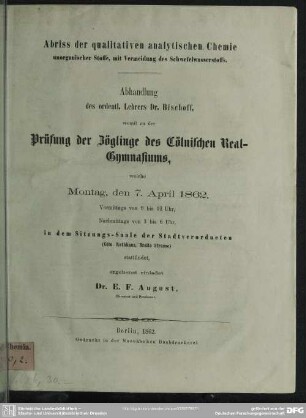 Abriss der qualitativen analytischen Chemie
unorganischer Stoffe, mit Vermeidung des Schwefelwasserstoffs.
Abhandlung
des ordentl. Lehrers Dr. Bischoff,
womit zu der
Prüfung der Zöglinge des Cölnischen Real-
Gymnasiums,
welche
Montag, den 7. April 1862,
Vormittags von 9 bis 12 Uhr,
Nachmittags von 3 bis 6 Uhr,
in dem Sitzungs-Saale der Stadtverordneten
stattfindet,
ergebenst einladet
Dr. E. F. August,
Berlin, 1862.
Gedruckt in der Nauckschen Buchdruckerei.